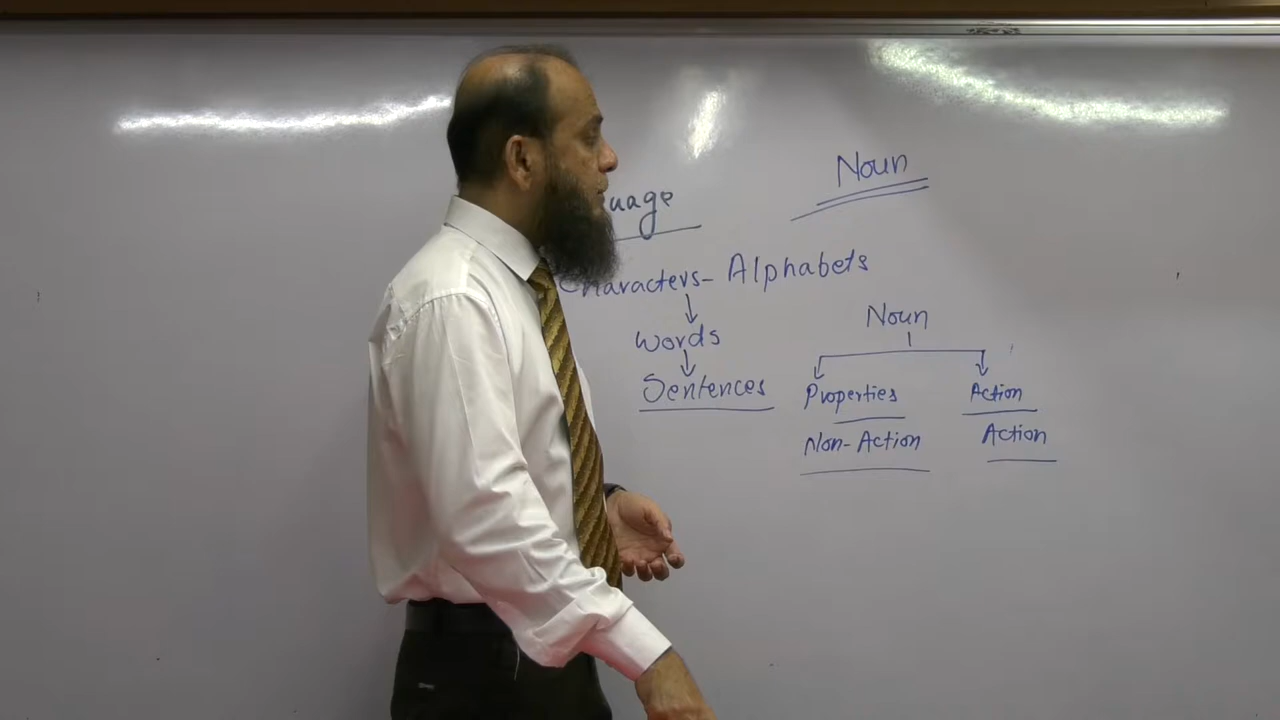 Noun
uage
Characters- Alphabets
Words
Sentences
Noun
Properties Action
Non-Action Action